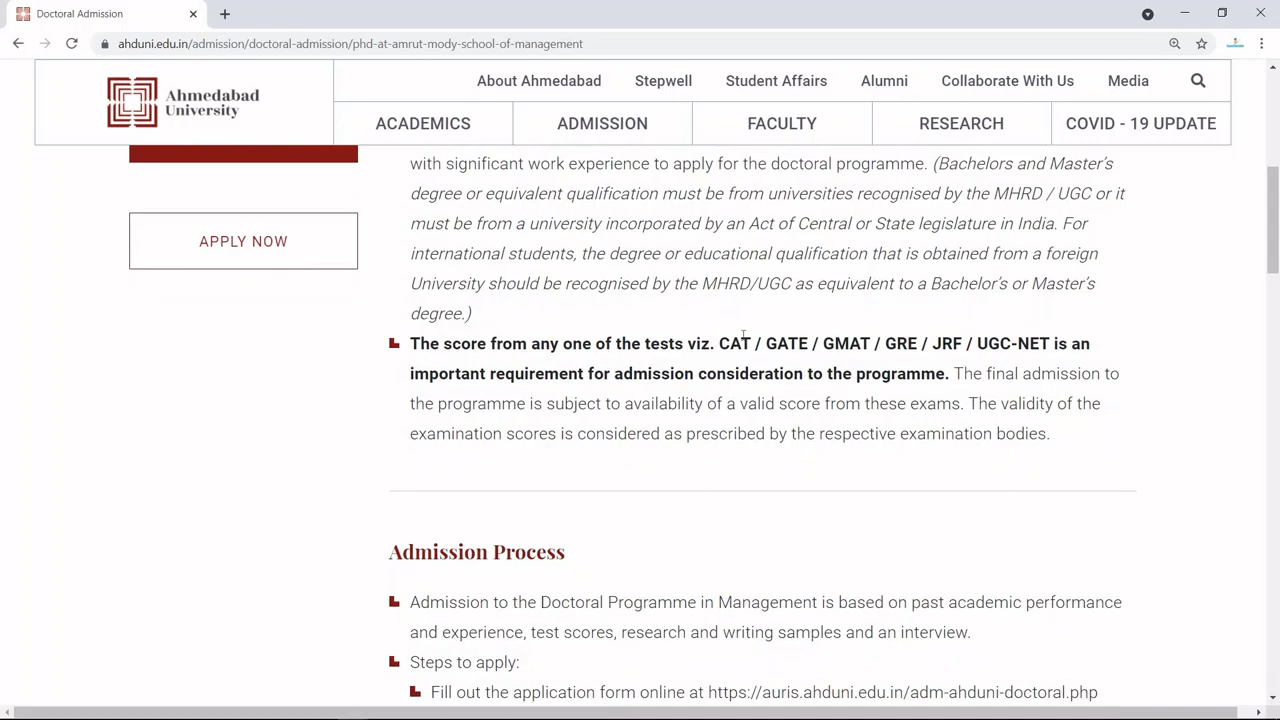 Doctoral Admission
ahduni.edu.in/admission/doctoral-admission/phd-at-amrut-mody-school-of-management
Ahmedabad
University
About Ahmedabad Stepwell Student Affairs Alumni Collaborate With Us Media
ACADEMICS ADMISSION FACULTY RESEARCH COVID - 19 UPDATE
APPLY NOW
with significant work experience to apply for the doctoral programme. (Bachelors and Master’s
degree or equivalent qualification must be from universities recognised by the MHRD / UGC or it
must be from a university incorporated by an Act of Central or State legislature in India. For
international students, the degree or educational qualification that is obtained from a foreign
University should be recognised by the MHRD/UGC as equivalent to a Bachelor’s or Master’s
degree.)
The score from any one of the tests viz. CAT / GATE / GMAT / GRE / JRF / UGC-NET is an
important requirement for admission consideration to the programme. The final admission to
the programme is subject to availability of a valid score from these exams. The validity of the
examination scores is considered as prescribed by the respective examination bodies.
Admission Process
Admission to the Doctoral Programme in Management is based on past academic performance
and experience, test scores, research and writing samples and an interview.
Steps to apply:
Fill out the application form online at https://auris.ahduni.edu.in/adm-ahduni-doctoral.php